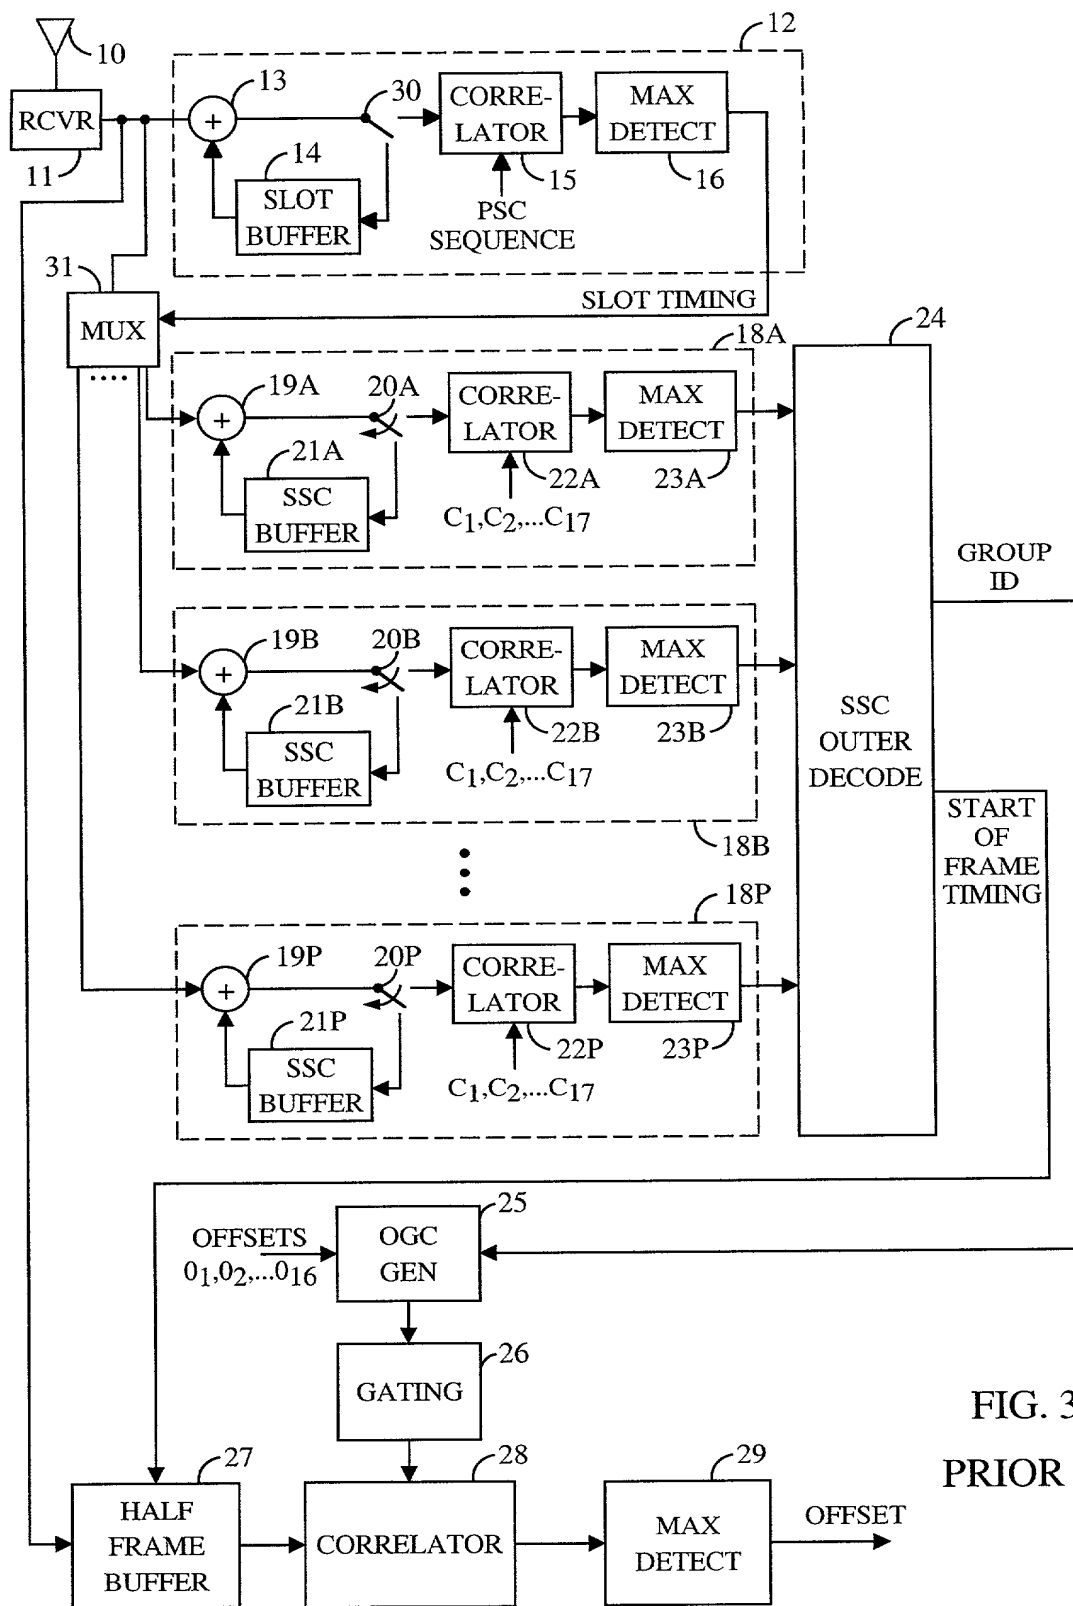 10
12
13
30
RCVR
11
CORRE-
LATOR
15
MAX
DETECT
16
14
SLOT
BUFFER
PSC
SEQUENCE
31
MUX
....
SLOT TIMING
24
18A
19A
20A
CORRE-
LATOR
22A
MAX
DETECT
23A
21A
SSC
BUFFER
C1,C2,...C17
GROUP
ID
19B
20B
CORRE-
LATOR
22B
MAX
DETECT
23B
21B
SSC
BUFFER
C1,C2,...C17
18B
SSC
OUTER
DECODE
START
OF
FRAME
TIMING
18P
19P
20P
CORRE-
LATOR
22P
MAX
DETECT
23P
21P
SSC
BUFFER
C1,C2,...C17
25
OFFSETS
01,02,...016
OGC
GEN
26
GATING
FIG. 3
PRIOR
27
HALF
FRAME
BUFFER
28
CORRELATOR
29
MAX
DETECT
OFFSET
+
+
+
+